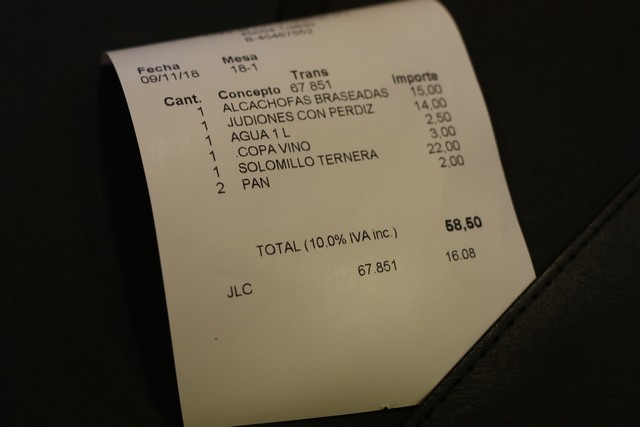 Fecha Mesa
09/11/18 18-1 Trans
Cant. Concepto 67.851 Importe
1 ALCACHOFAS BRASEADAS 15,00
1 JUDIONES CON PERDIZ 14,00
1 AGUA 1 L 2,50
1 .COPA VINO 3,00
1 SOLOMILLO TERNERA 22,00
2 PAN 2,00
TOTAL (10,0% IVA inc.) 58,50
JLC 67.851 16.08